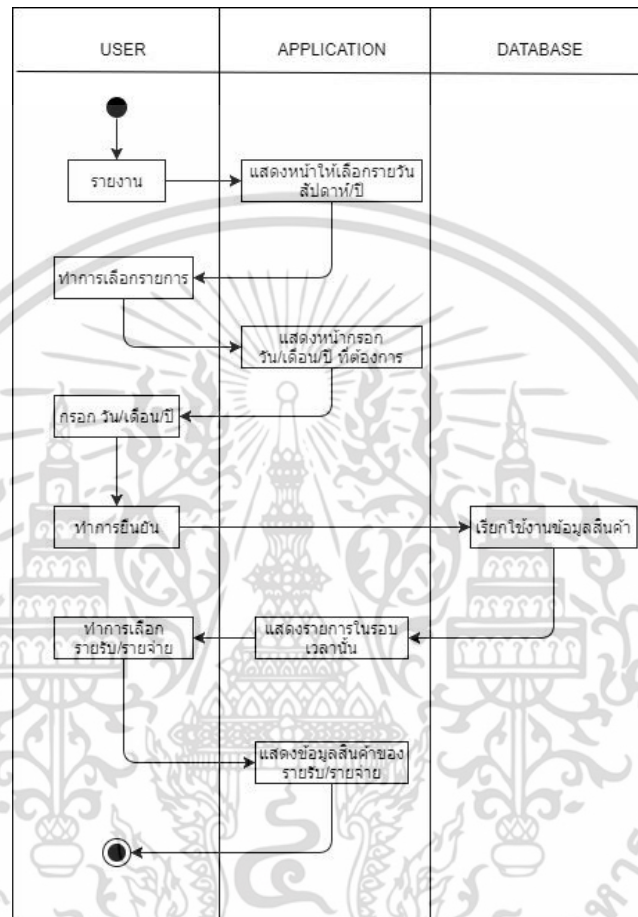 USER
APPLICATION
DATABASE
รายงาน
แสดงหน้าให้เลือกรายวัน
สัปดาห์/ปี
ทำการเลือกรายการ
แสดงหน้ากรอก
วัน/เดือน/ปี ที่ต้องการ
กรอก วัน/เดือน/ปี
ทำการยืนยัน
เรียกใช้งานข้อมูลสินค้า
ทำการเลือก
รายรับ/รายจ่าย
แสดงรายการในรอบ
เวลานั้น
แสดงข้อมูลสินค้าของ
รายรับ/รายจ่าย